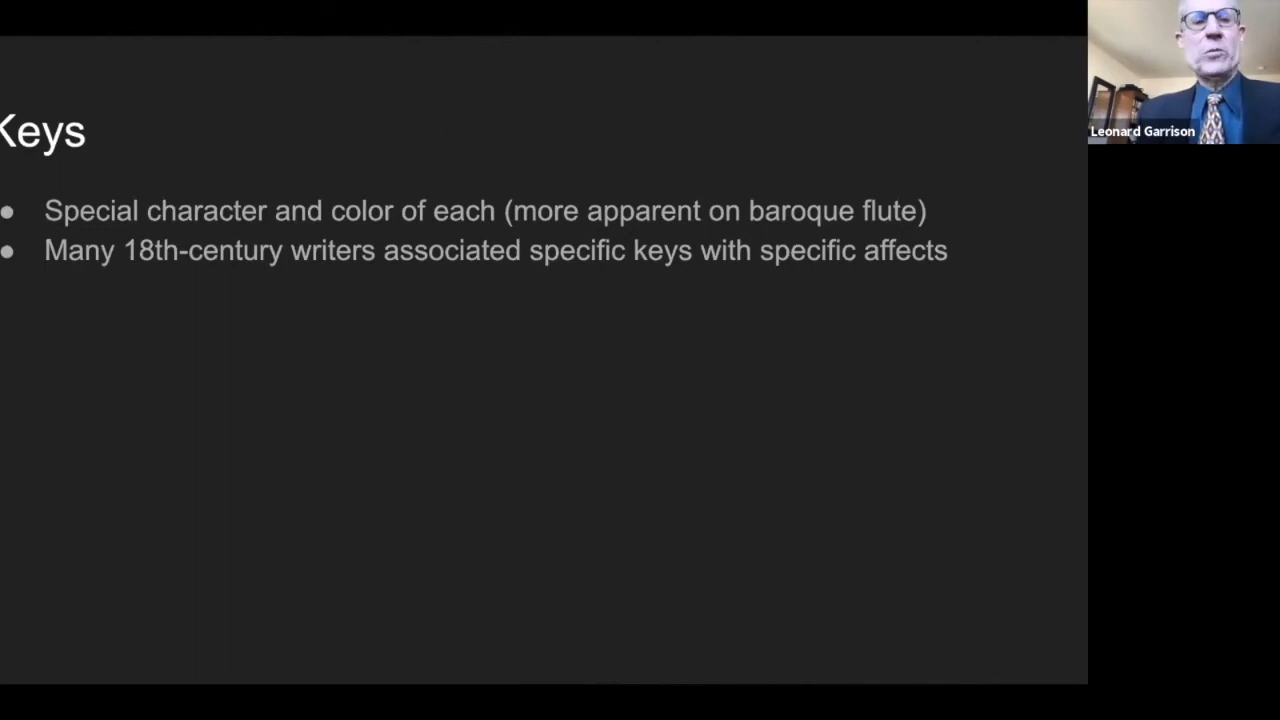 Keys
● Special character and color of each (more apparent on baroque flute)
● Many 18th-century writers associated specific keys with specific affects
Leonard Garrison